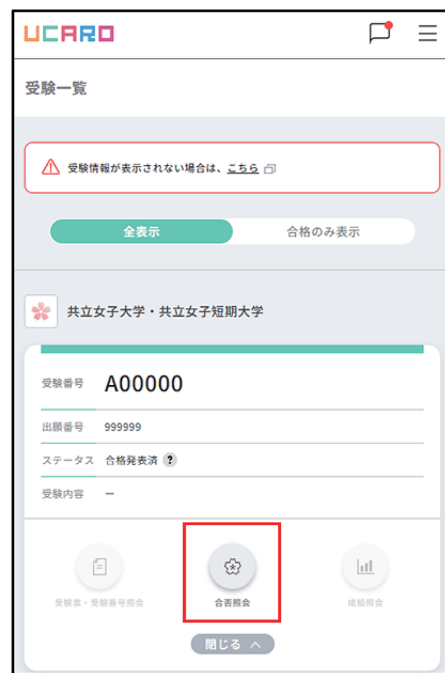 UCARO
受験一覧
受験情報が表示されない場合は、こちら
全表示
合格のみ表示
共立女子大学・共立女子短期大学
受験番号 A00000
出願番号 999999
ステータス 合格発表済 ?
受験内容 －
受験票・受験番号照会
合否照会
成績照会
閉じる